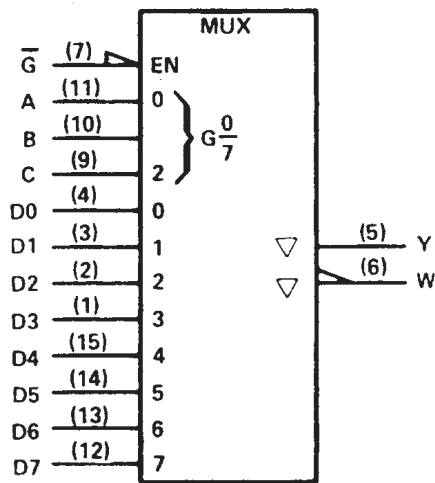 MUX
G̅ (7) EN
A (11) 0
B (10) G 0/7
C (9) 2
D0 (4) 0
D1 (3) 1 ▽ (5) Y
D2 (2) 2 ▽ (6) W
D3 (1) 3
D4 (15) 4
D5 (14) 5
D6 (13) 6
D7 (12) 7